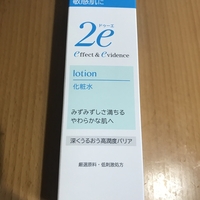 敏感肌に
2e
ドゥーエ
effect & evidence
lotion
化粧水
みずみずしさ満ちる
やわらかな肌へ
深くうるおう高潤度バリア
厳選原料・低刺激処方